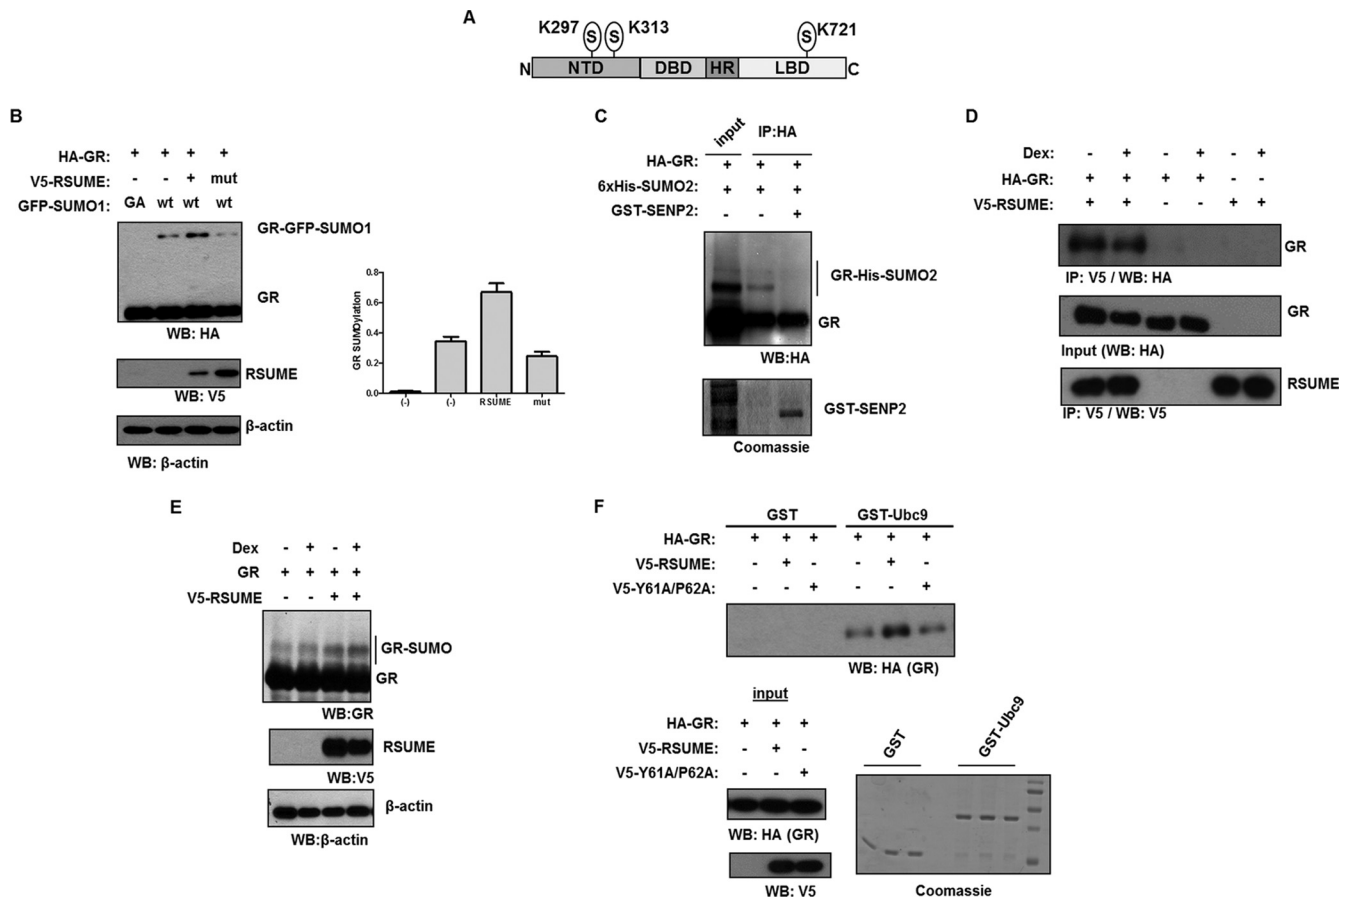 A
K297 S S K313 S K721
N NTD DBD HR LBD C
B
HA-GR: + + + +
V5-RSUME: - - + mut
GFP-SUMO1: GA wt wt wt
GR-GFP-SUMO1
GR
WB: HA
RSUME
WB: V5
β-actin
WB: β-actin
GR SUMOylation
0.8
0.6
0.4
0.2
0.0
(-) (-) RSUME mut
C
input IP:HA
HA-GR: + + +
6xHis-SUMO2: + + +
GST-SENP2: - - +
GR-His-SUMO2
GR
WB:HA
GST-SENP2
Coomassie
D
Dex: - + - + - +
HA-GR: + + + + - -
V5-RSUME: + + - - + +
GR
IP: V5 / WB: HA
GR
Input (WB: HA)
RSUME
IP: V5 / WB: V5
E
Dex - + - +
GR + + + +
V5-RSUME - - + +
GR-SUMO
GR
WB:GR
RSUME
WB:V5
β-actin
WB:β-actin
F
GST GST-Ubc9
HA-GR: + + + + + +
V5-RSUME: - + - - + -
V5-Y61A/P62A: - - + - - +
WB: HA (GR)
input
HA-GR: + + +
V5-RSUME: - + -
V5-Y61A/P62A: - - +
WB: HA (GR)
WB: V5
GST GST-Ubc9
Coomassie